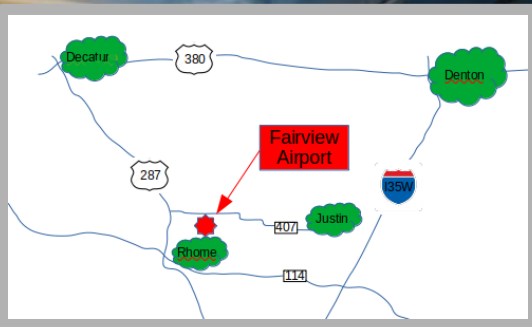 Decatur
380
Denton
Fairview
Airport
287
I35W
Justin
407
Rhome
114